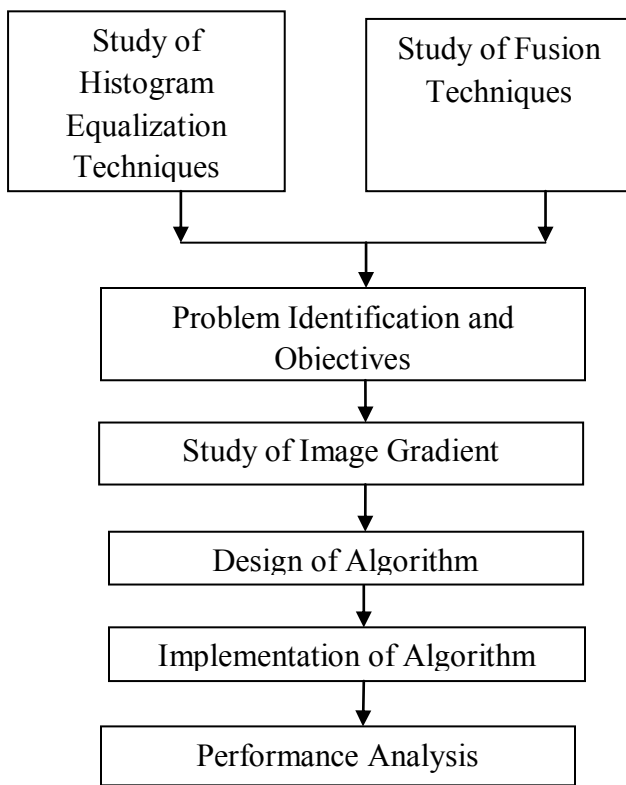 Study of
Histogram
Equalization
Techniques
Study of Fusion
Techniques
Problem Identification and
Objectives
Study of Image Gradient
Design of Algorithm
Implementation of Algorithm
Performance Analysis